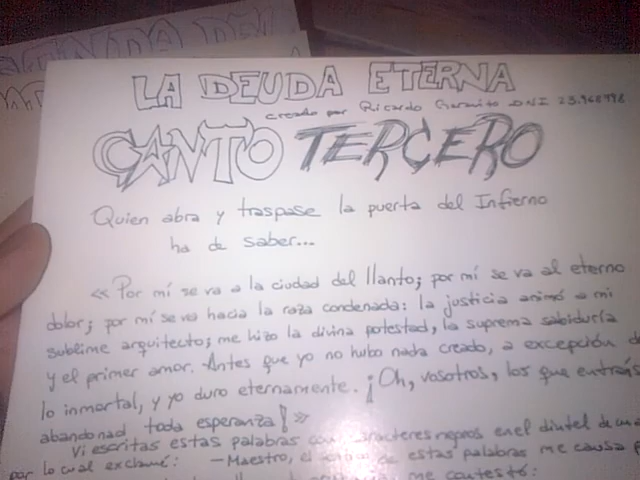 LA DEUDA ETERNA
creado por Ricardo DNI
CANTO TERCERO
Quien abra y traspase la puerta del Infierno
ha de saber...
«Por mí se va a la ciudad del llanto; por mí se va al eterno
dolor; por mí se va hacia la raza condenada: la justicia animó a mi
sublime arquitecto; me hizo la divina potestad, la suprema sabiduría
y el primer amor. Antes que yo no hubo nada creado, a excepción de
lo inmortal, y yo duro eternamente. ¡Oh, vosotros, los que entráis
abandonad toda esperanza!»
Vi escritas estas palabras con caracteres negros en el dintel de una
por lo cual exclamé: —Maestro, el de estas palabras me causa p
me contestó: